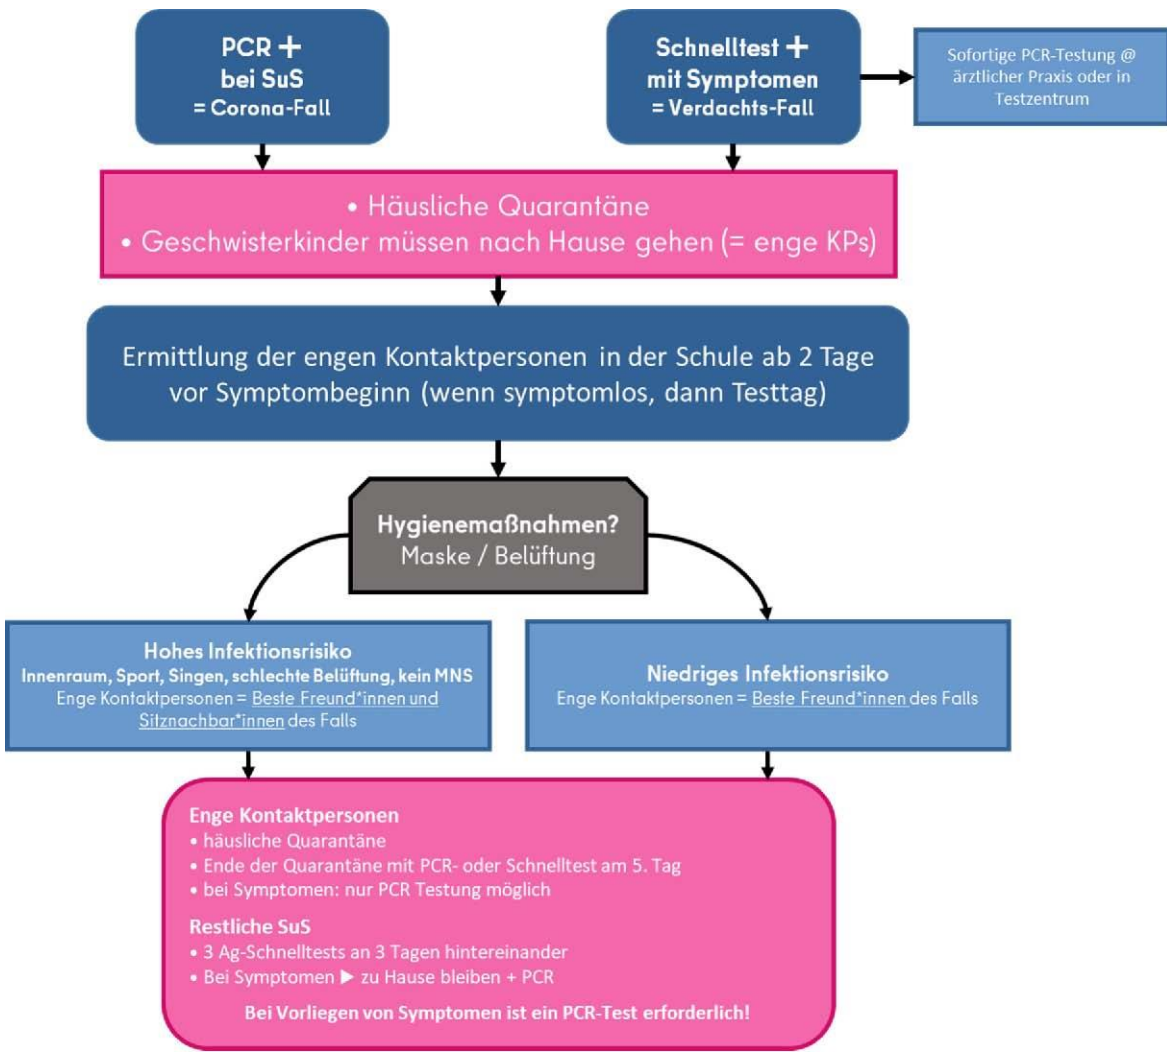 PCR +
bei SuS
= Corona-Fall
Schnelltest +
mit Symptomen
= Verdachts-Fall
Sofortige PCR-Testung @
ärztlicher Praxis oder in
Testzentrum
• Häusliche Quarantäne
• Geschwisterkinder müssen nach Hause gehen (= enge KPs)
Ermittlung der engen Kontaktpersonen in der Schule ab 2 Tage
vor Symptombeginn (wenn symptomlos, dann Testtag)
Hygienemaßnahmen?
Maske / Belüftung
Hohes Infektionsrisiko
Innenraum, Sport, Singen, schlechte Belüftung, kein MNS
Enge Kontaktpersonen = Beste Freund*innen und
Sitznachbar*innen des Falls
Niedriges Infektionsrisiko
Enge Kontaktpersonen = Beste Freund*innen des Falls
Enge Kontaktpersonen
• häusliche Quarantäne
• Ende der Quarantäne mit PCR- oder Schnelltest am 5. Tag
• bei Symptomen: nur PCR Testung möglich
Restliche SuS
• 3 Ag-Schnelltests an 3 Tagen hintereinander
• Bei Symptomen ▶ zu Hause bleiben + PCR
Bei Vorliegen von Symptomen ist ein PCR-Test erforderlich!